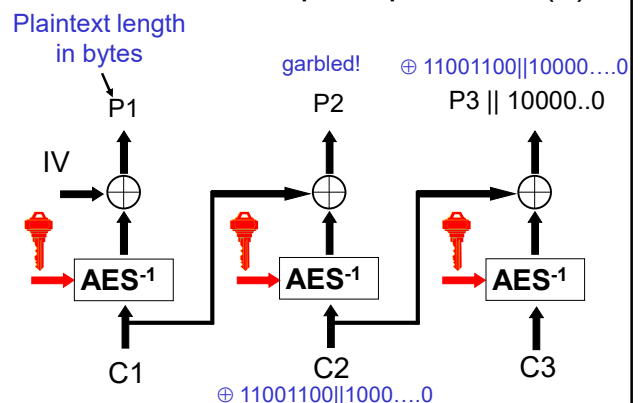 Plaintext length
in bytes
garbled!
⊕ 11001100||10000....0
P1
P2
P3 || 10000..0
IV
AES-1
AES-1
AES-1
C1
C2
C3
⊕ 11001100||1000....0